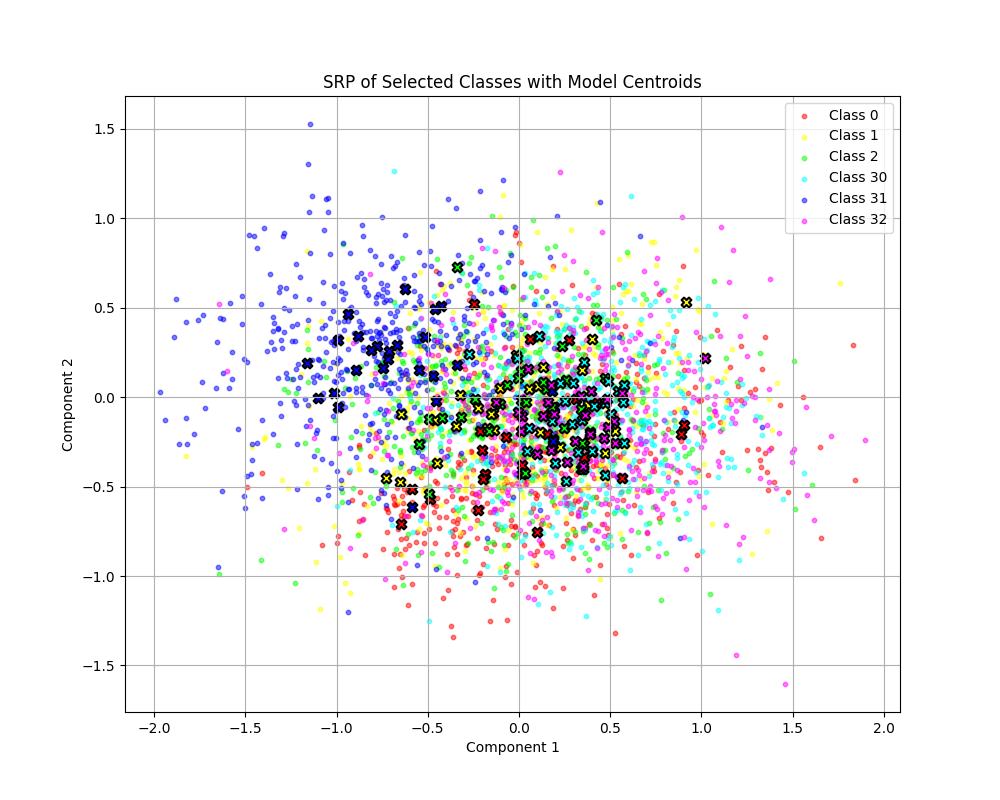 SRP of Selected Classes with Model Centroids
Class 0
Class 1
Class 2
Class 30
Class 31
Class 32
1.5
1.0
0.5
0.0
−0.5
−1.0
−1.5
Component 2
−2.0 −1.5 −1.0 −0.5 0.0 0.5 1.0 1.5 2.0
Component 1